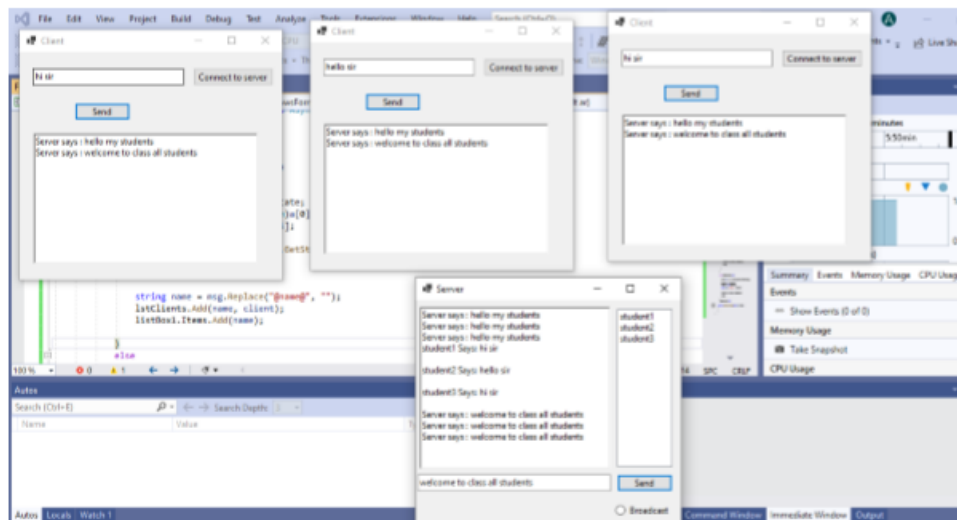 File Edit View Project Build Debug Test Analyze Tools Extensions Window Help
A
Live Sha
Client
hi sir
Connect to server
Send
Server says : hello my students
Server says : welcome to class all students
Client
hello sir
Connect to server
Send
Server says : hello my students
Server says : welcome to class all students
Client
hi sir
Connect to server
Send
Server says : hello my students
Server says : welcome to class all students
minutes
5:50min
string name = msg.Replace("@name@", "");
lstClients.Add(name, client);
listBox1.Items.Add(name);
}
else
100 %
0
1
SPC CRLF
Summary Events Memory Usage CPU Usage
Events
Show Events (0 of 0)
Memory Usage
Take Snapshot
CPU Usage
Server
Server says : hello my students
Server says : hello my students
Server says : hello my students
student1 Says: hi sir
student2 Says: hello sir
student3 Says: hi sir
Server says : welcome to class all students
Server says : welcome to class all students
Server says : welcome to class all students
student1
student2
student3
welcome to class all students
Send
Broadcast
Autos
Search (Ctrl+E)
Search Depth:
Name
Value
Autos Locals Watch 1
Command Window Immediate Window Output